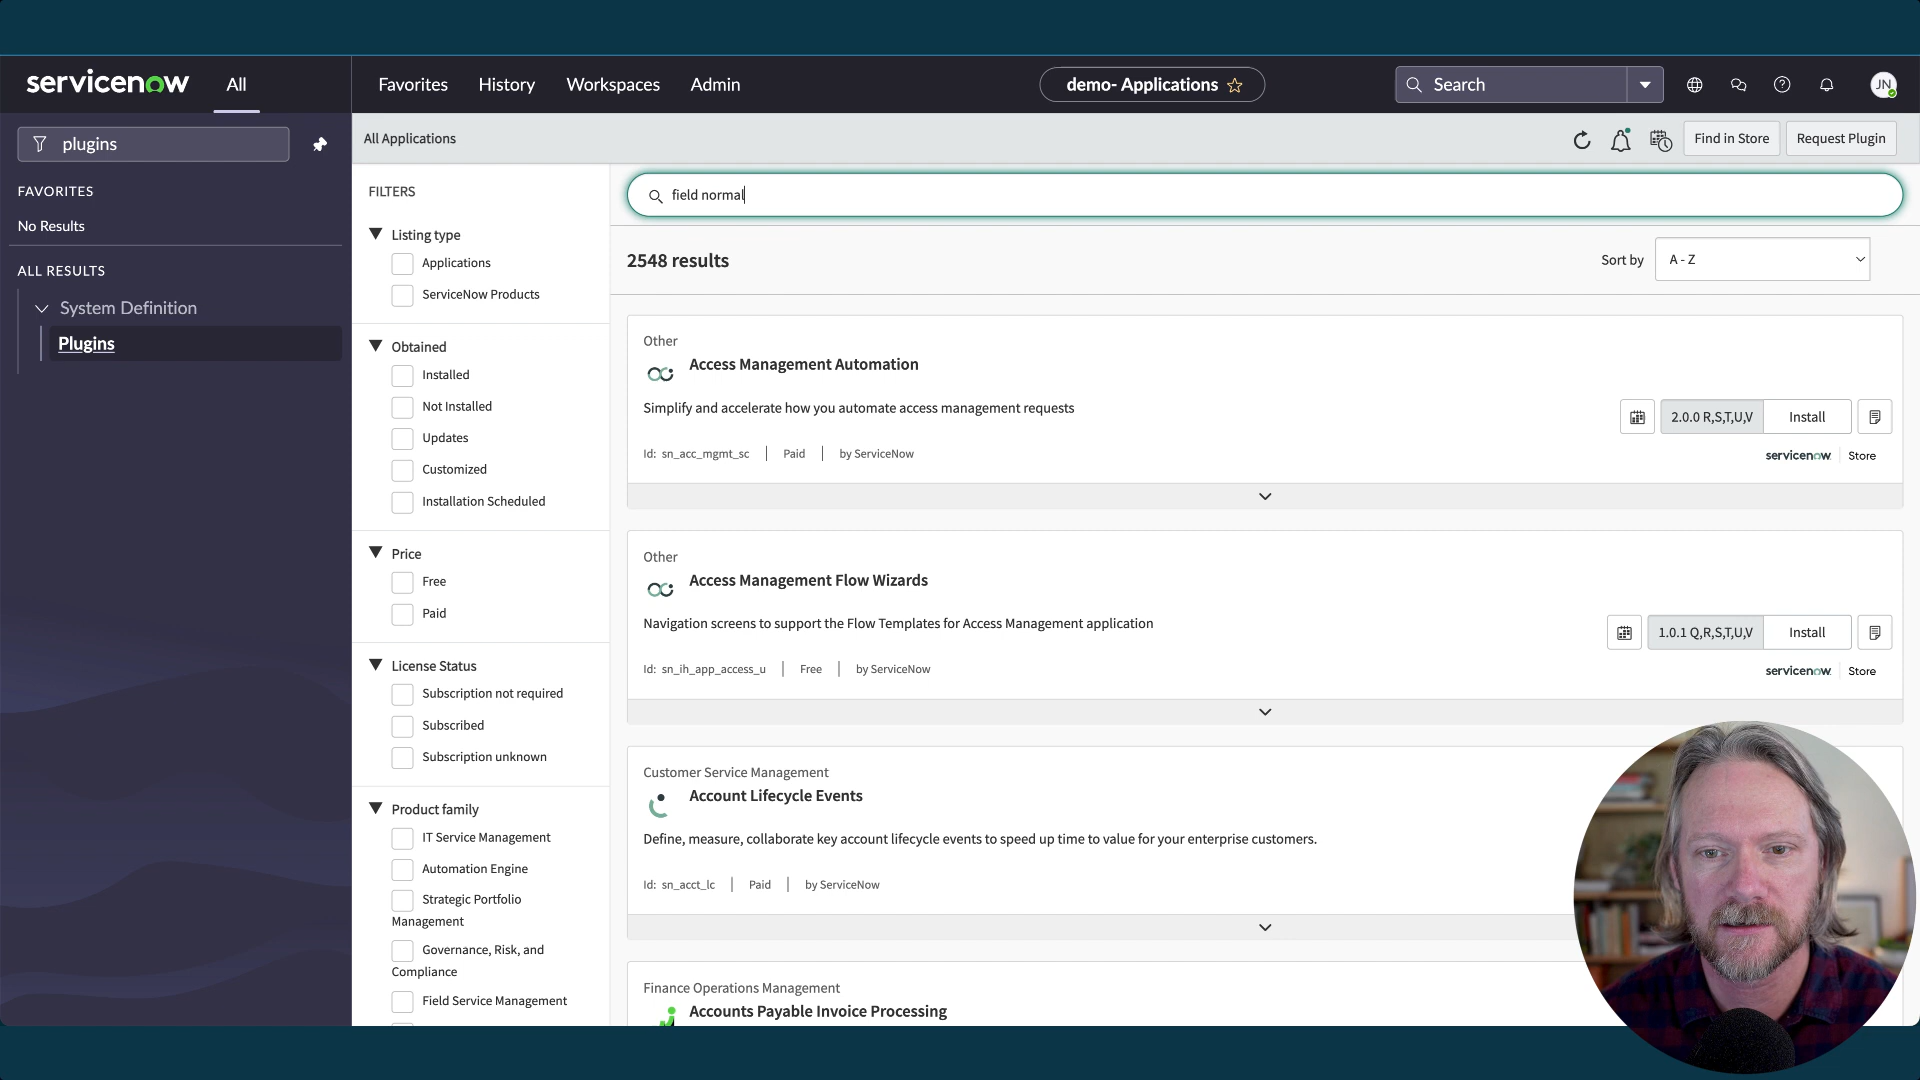 servicenow
All
Favorites
History
Workspaces
Admin
demo- Applications
Search
JN
plugins
FAVORITES
No Results
ALL RESULTS
System Definition
Plugins
All Applications
Find in Store
Request Plugin
FILTERS
Listing type
Applications
ServiceNow Products
Obtained
Installed
Not Installed
Updates
Customized
Installation Scheduled
Price
Free
Paid
License Status
Subscription not required
Subscribed
Subscription unknown
Product family
IT Service Management
Automation Engine
Strategic Portfolio
Management
Governance, Risk, and
Compliance
Field Service Management
field normal
2548 results
Sort by
A - Z
Other
Access Management Automation
Simplify and accelerate how you automate access management requests
2.0.0 R,S,T,U,V
Install
Id: sn_acc_mgmt_sc
Paid
by ServiceNow
servicenow
Store
Other
Access Management Flow Wizards
Navigation screens to support the Flow Templates for Access Management application
1.0.1 Q,R,S,T,U,V
Install
Id: sn_ih_app_access_u
Free
by ServiceNow
servicenow
Store
Customer Service Management
Account Lifecycle Events
Define, measure, collaborate key account lifecycle events to speed up time to value for your enterprise customers.
Id: sn_acct_lc
Paid
by ServiceNow
Finance Operations Management
Accounts Payable Invoice Processing